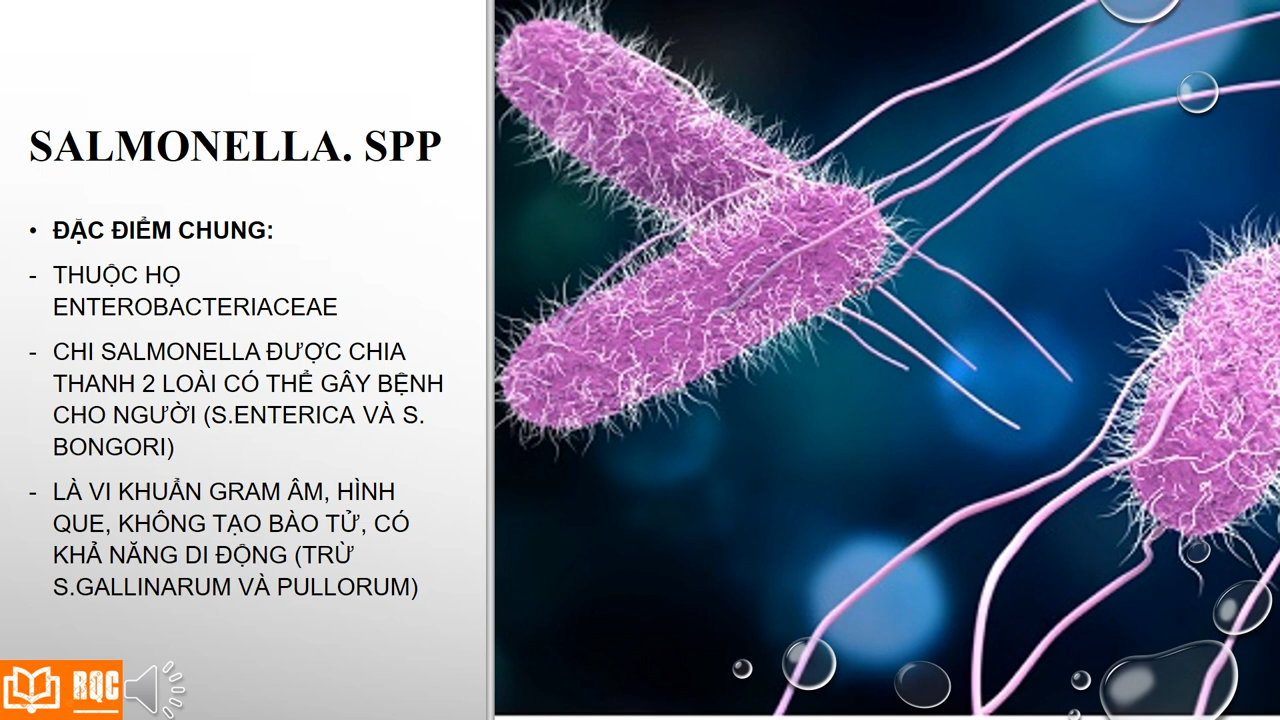 SALMONELLA. SPP
• ĐẶC ĐIỂM CHUNG:
- THUỘC HỌ
ENTEROBACTERIACEAE
- CHI SALMONELLA ĐƯỢC CHIA
THANH 2 LOÀI CÓ THỂ GÂY BỆNH
CHO NGƯỜI (S.ENTERICA VÀ S.
BONGORI)
- LÀ VI KHUẨN GRAM ÂM, HÌNH
QUE, KHÔNG TẠO BÀO TỬ, CÓ
KHẢ NĂNG DI ĐỘNG (TRỪ
S.GALLINARUM VÀ PULLORUM)
RQC